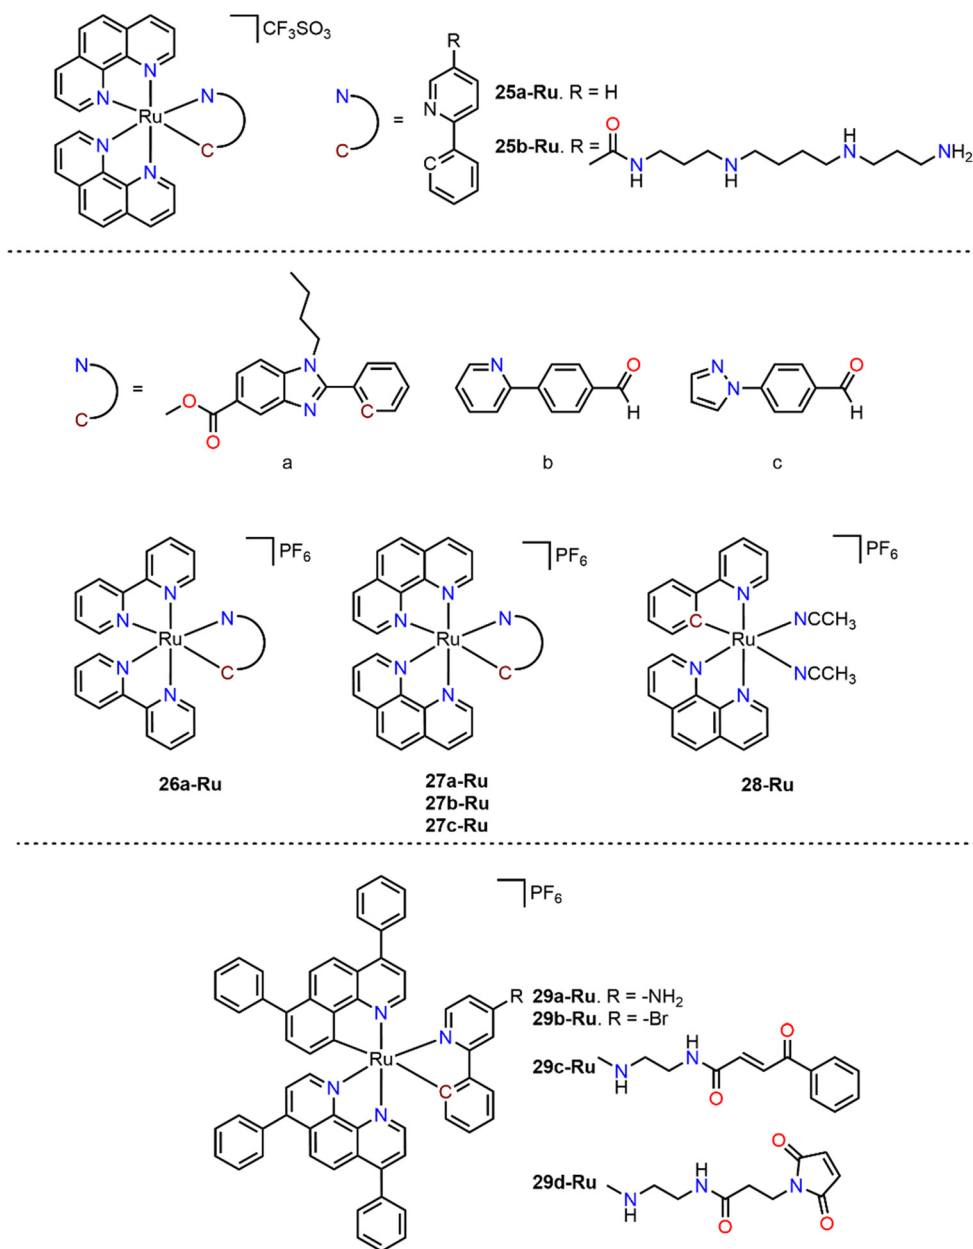 CF3SO3
N
N
N
Ru
N
C
N
N
N
C
=
R
N
C
25a-Ru. R = H
25b-Ru. R =
O
N
H
N
H
H
N
NH2
N
C
=
O
O
N
N
C
a
N
O
H
b
N
N
O
H
c
PF6
N
N
N
Ru
N
N
C
26a-Ru
PF6
N
N
N
Ru
N
N
C
27a-Ru
27b-Ru
27c-Ru
PF6
N
C
Ru
NCCH3
NCCH3
N
N
28-Ru
PF6
N
N
Ru
N
C
N
R
29a-Ru. R = -NH2
29b-Ru. R = -Br
29c-Ru
N
H
H
N
O
O
29d-Ru
N
H
H
N
O
N
O
O